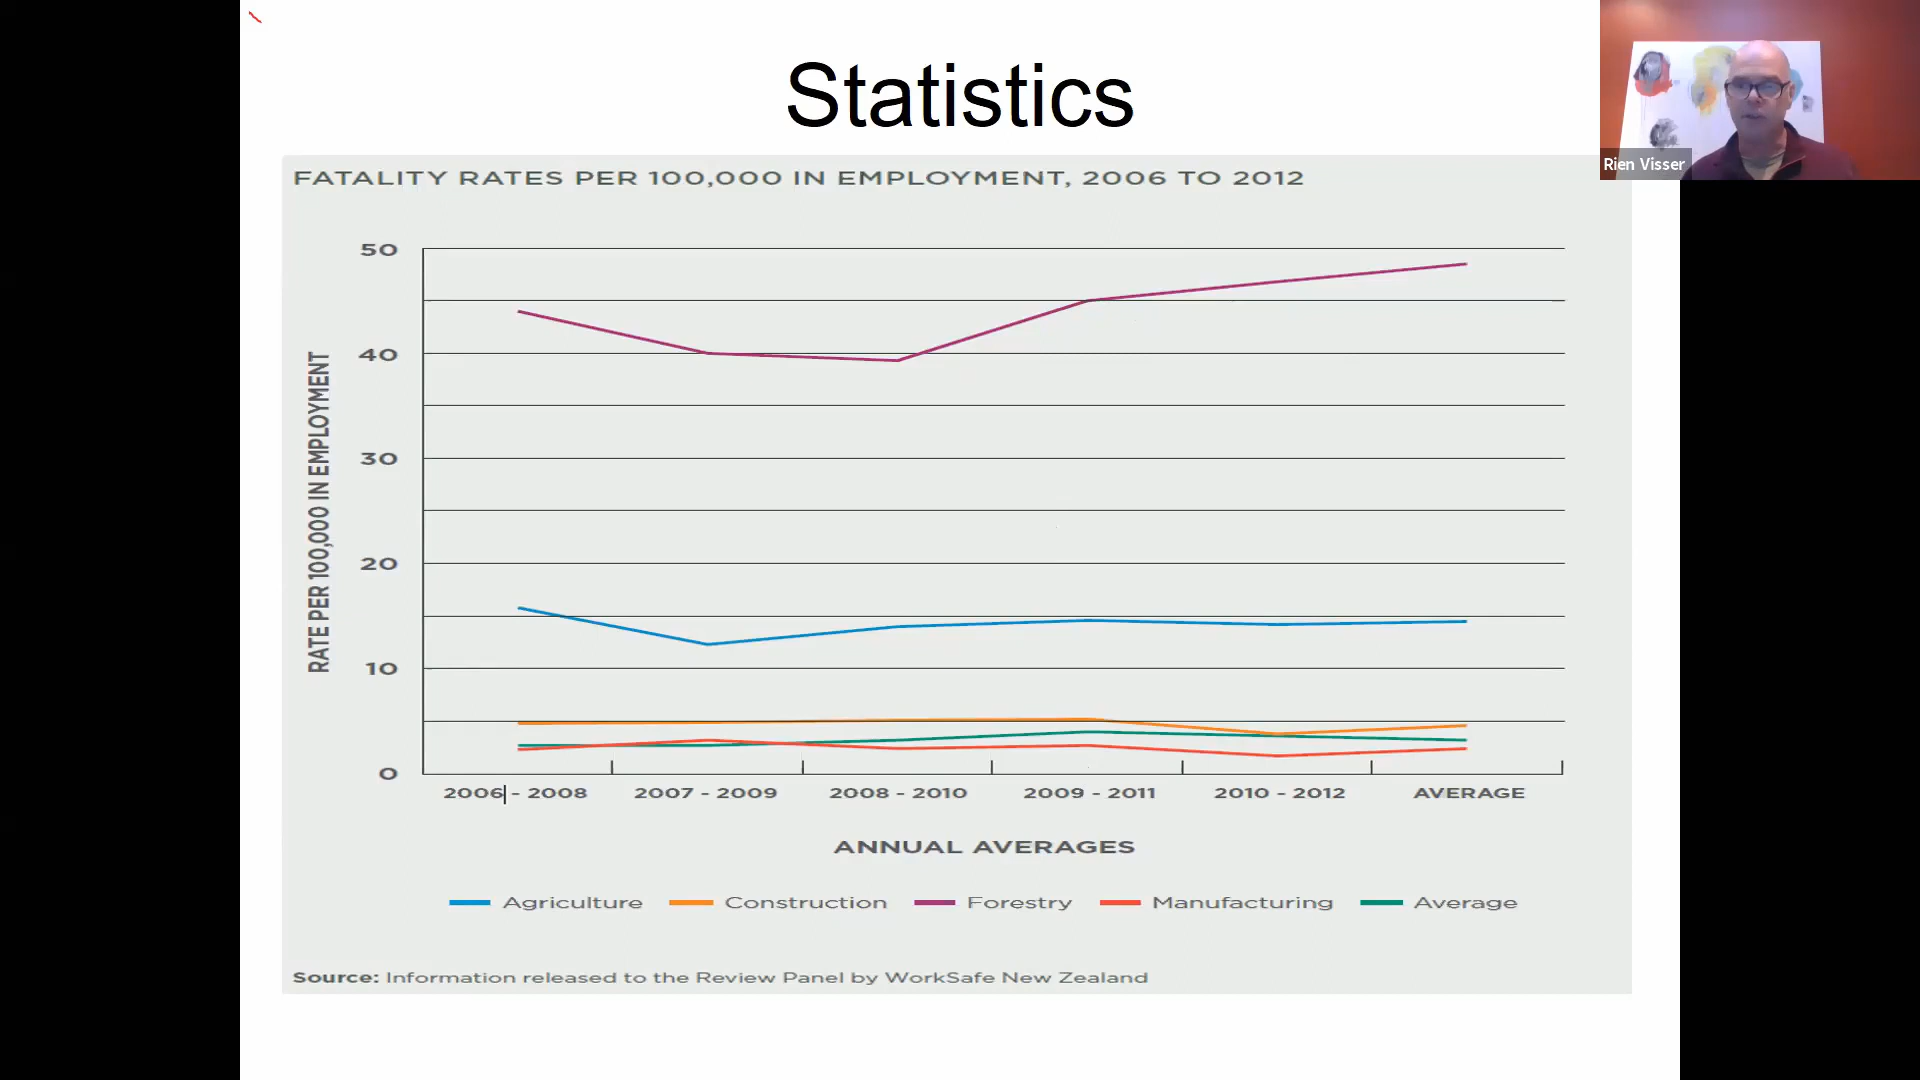 Statistics
Rien Visser
FATALITY RATES PER 100,000 IN EMPLOYMENT, 2006 TO 2012
RATE PER 100,000 IN EMPLOYMENT
50
40
30
20
10
0
2006 - 2008 2007 - 2009 2008 - 2010 2009 - 2011 2010 - 2012 AVERAGE
ANNUAL AVERAGES
Agriculture Construction Forestry Manufacturing Average
Source: Information released to the Review Panel by WorkSafe New Zealand